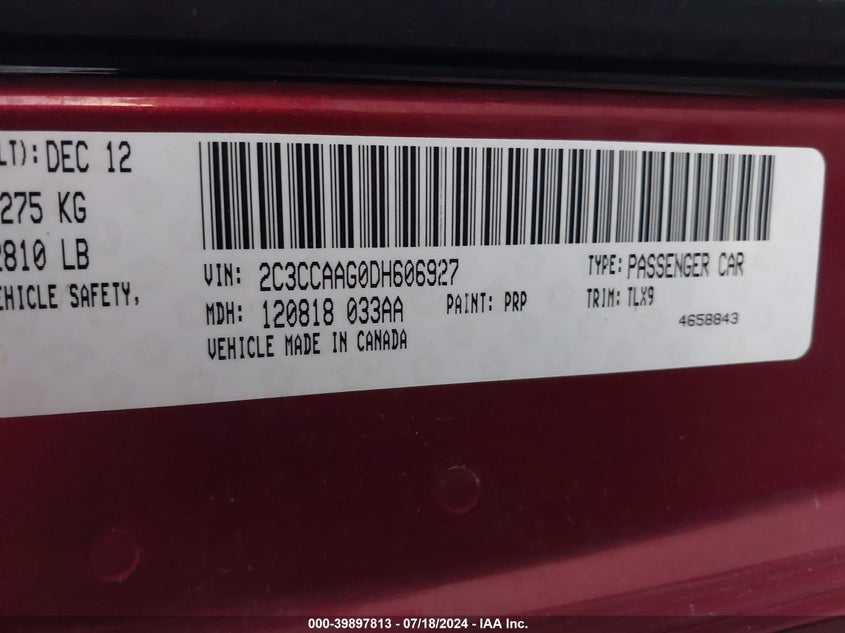 LT): DEC 12
275 KG
2810 LB
EHICLE SAFETY,
VIN: 2C3CCAAG0DH606927
TYPE: PASSENGER CAR
MDH: 120818 033AA
PAINT: PRP
TRIM: TLX9
4658843
VEHICLE MADE IN CANADA
000-39897813 - 07/18/2024 - IAA Inc.